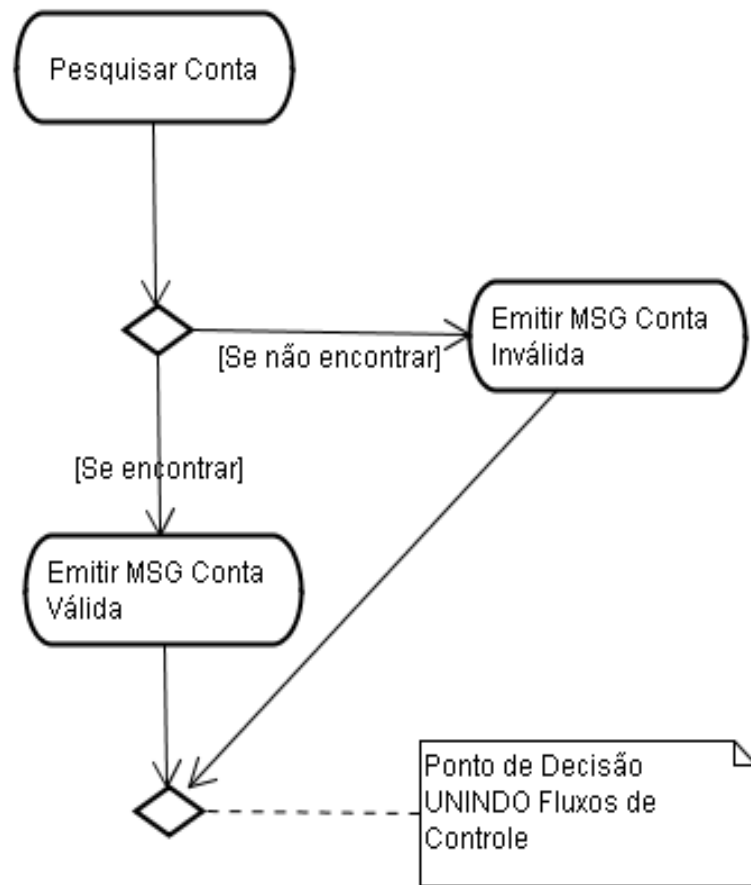 Pesquisar Conta
Emitir MSG Conta
Inválida
[Se não encontrar]
[Se encontrar]
Emitir MSG Conta
Válida
Ponto de Decisão
UNINDO Fluxos de
Controle